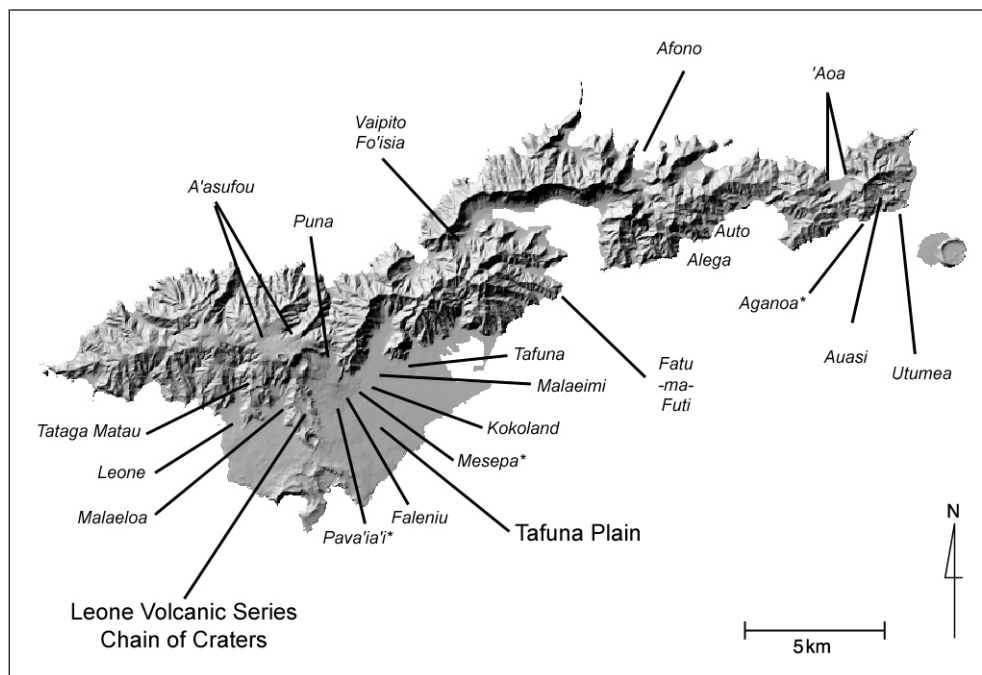 Afono
'Aoa
Vaipito
Fo'isia
A'asufou
Puna
Auto
Alega
Aganoa*
Auasi
Utumea
Tafuna
Malaeimi
Fatu
-ma-
Futi
Kokoland
Mesepa*
Tataga Matau
Leone
Malaeloa
Faleniu
Pava'ia'i*
Tafuna Plain
Leone Volcanic Series
Chain of Craters
N
5km